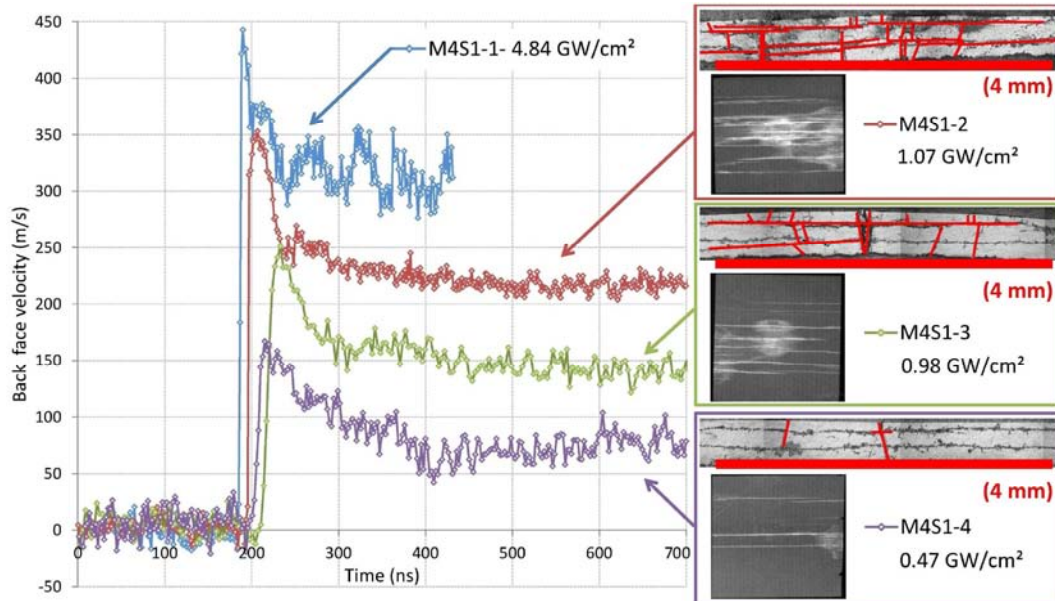 450
400
350
300
250
200
150
100
50
0
-50
Back face velocity (m/s)
0
100
200
300
400
500
600
700
Time (ns)
M4S1-1- 4.84 GW/cm²
(4 mm)
M4S1-2
1.07 GW/cm²
(4 mm)
M4S1-3
0.98 GW/cm²
(4 mm)
M4S1-4
0.47 GW/cm²